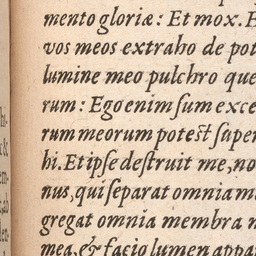 mento gloriæ: Et mox. E
vos meos extraho de pot
lumine meo pulchro que
rum: Ego enim ſum exce
rum meorum poteſt ſuper
hi. Et ipſe deſtruit me, no
nus, qui ſeparat omnia m
gregat omnia membra n
mea, & facio lumen appa